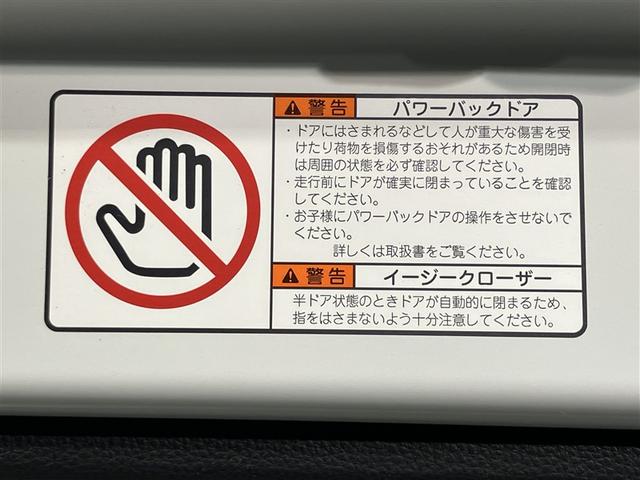 警告 パワーバックドア
・ドアにはさまれるなどして人が重大な傷害を受
けたり荷物を損傷するおそれがあるため開閉時
は周囲の状態を必ず確認してください。
・走行前にドアが確実に閉まっていることを確認
してください。
・お子様にパワーバックドアの操作をさせないで
ください。
詳しくは取扱書をご覧ください。
警告 イージークローザー
半ドア状態のときドアが自動的に閉まるため、
指をはさまないよう十分注意してください。